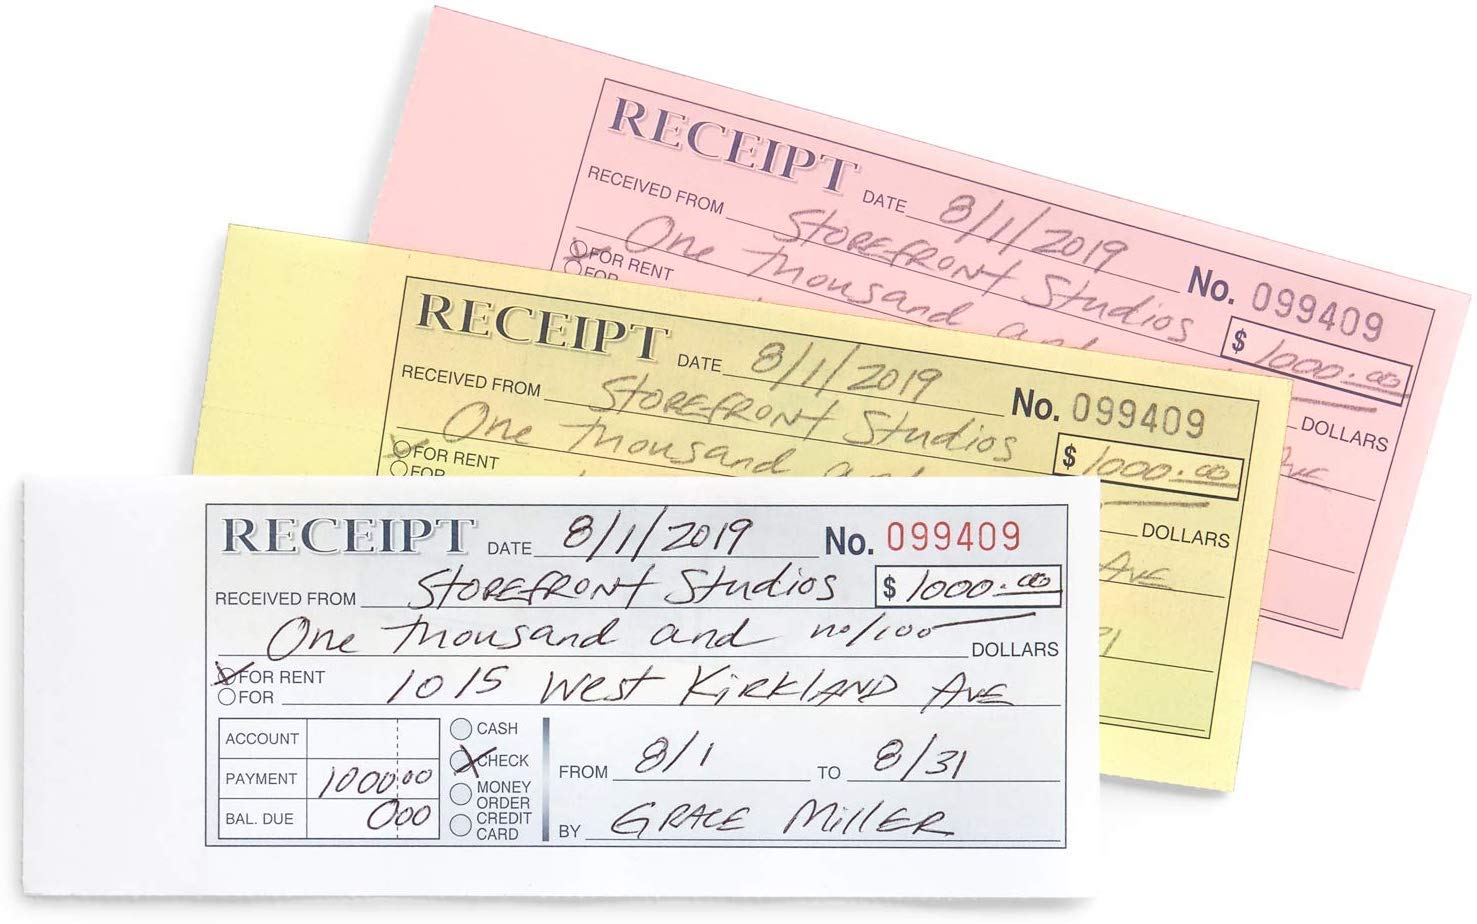 RECEIPT DATE 8/1/2019 No. 099409
RECEIVED FROM Storefront Studios $ 1000.00
One Thousand and
FOR RENT
FOR
DOLLARS
Ave
RECEIPT DATE 8/1/2019 No. 099409
RECEIVED FROM Storefront Studios $ 1000.00
One Thousand and
FOR RENT
FOR
DOLLARS
Ave
RECEIPT DATE 8/1/2019 No. 099409
RECEIVED FROM Storefront Studios $ 1000.00
One Thousand and no/100 DOLLARS
FOR RENT 1015 West Kirkland Ave
FOR
ACCOUNT
PAYMENT 1000.00
BAL. DUE 000
CASH
CHECK
MONEY
ORDER
CREDIT
CARD
FROM 8/1 TO 8/31
BY Grace Miller